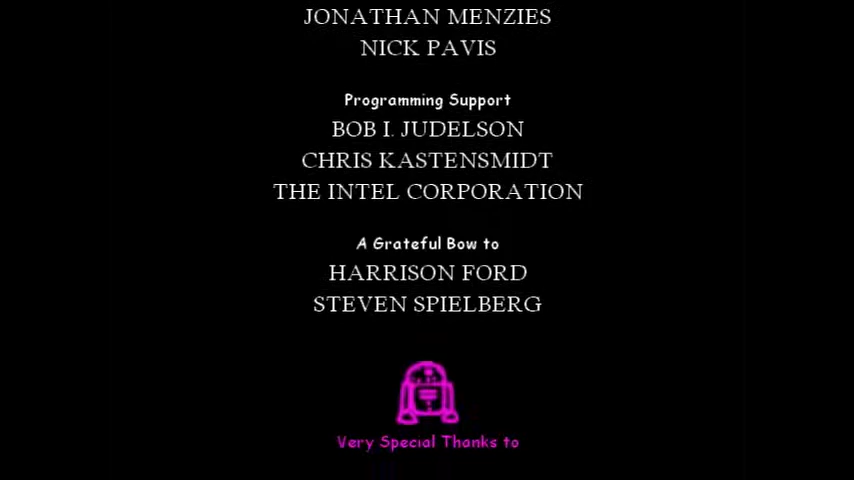 JONATHAN MENZIES
NICK PAVIS
Programming Support
BOB I. JUDELSON
CHRIS KASTENSMIDT
THE INTEL CORPORATION
A Grateful Bow to
HARRISON FORD
STEVEN SPIELBERG
Very Special Thanks to